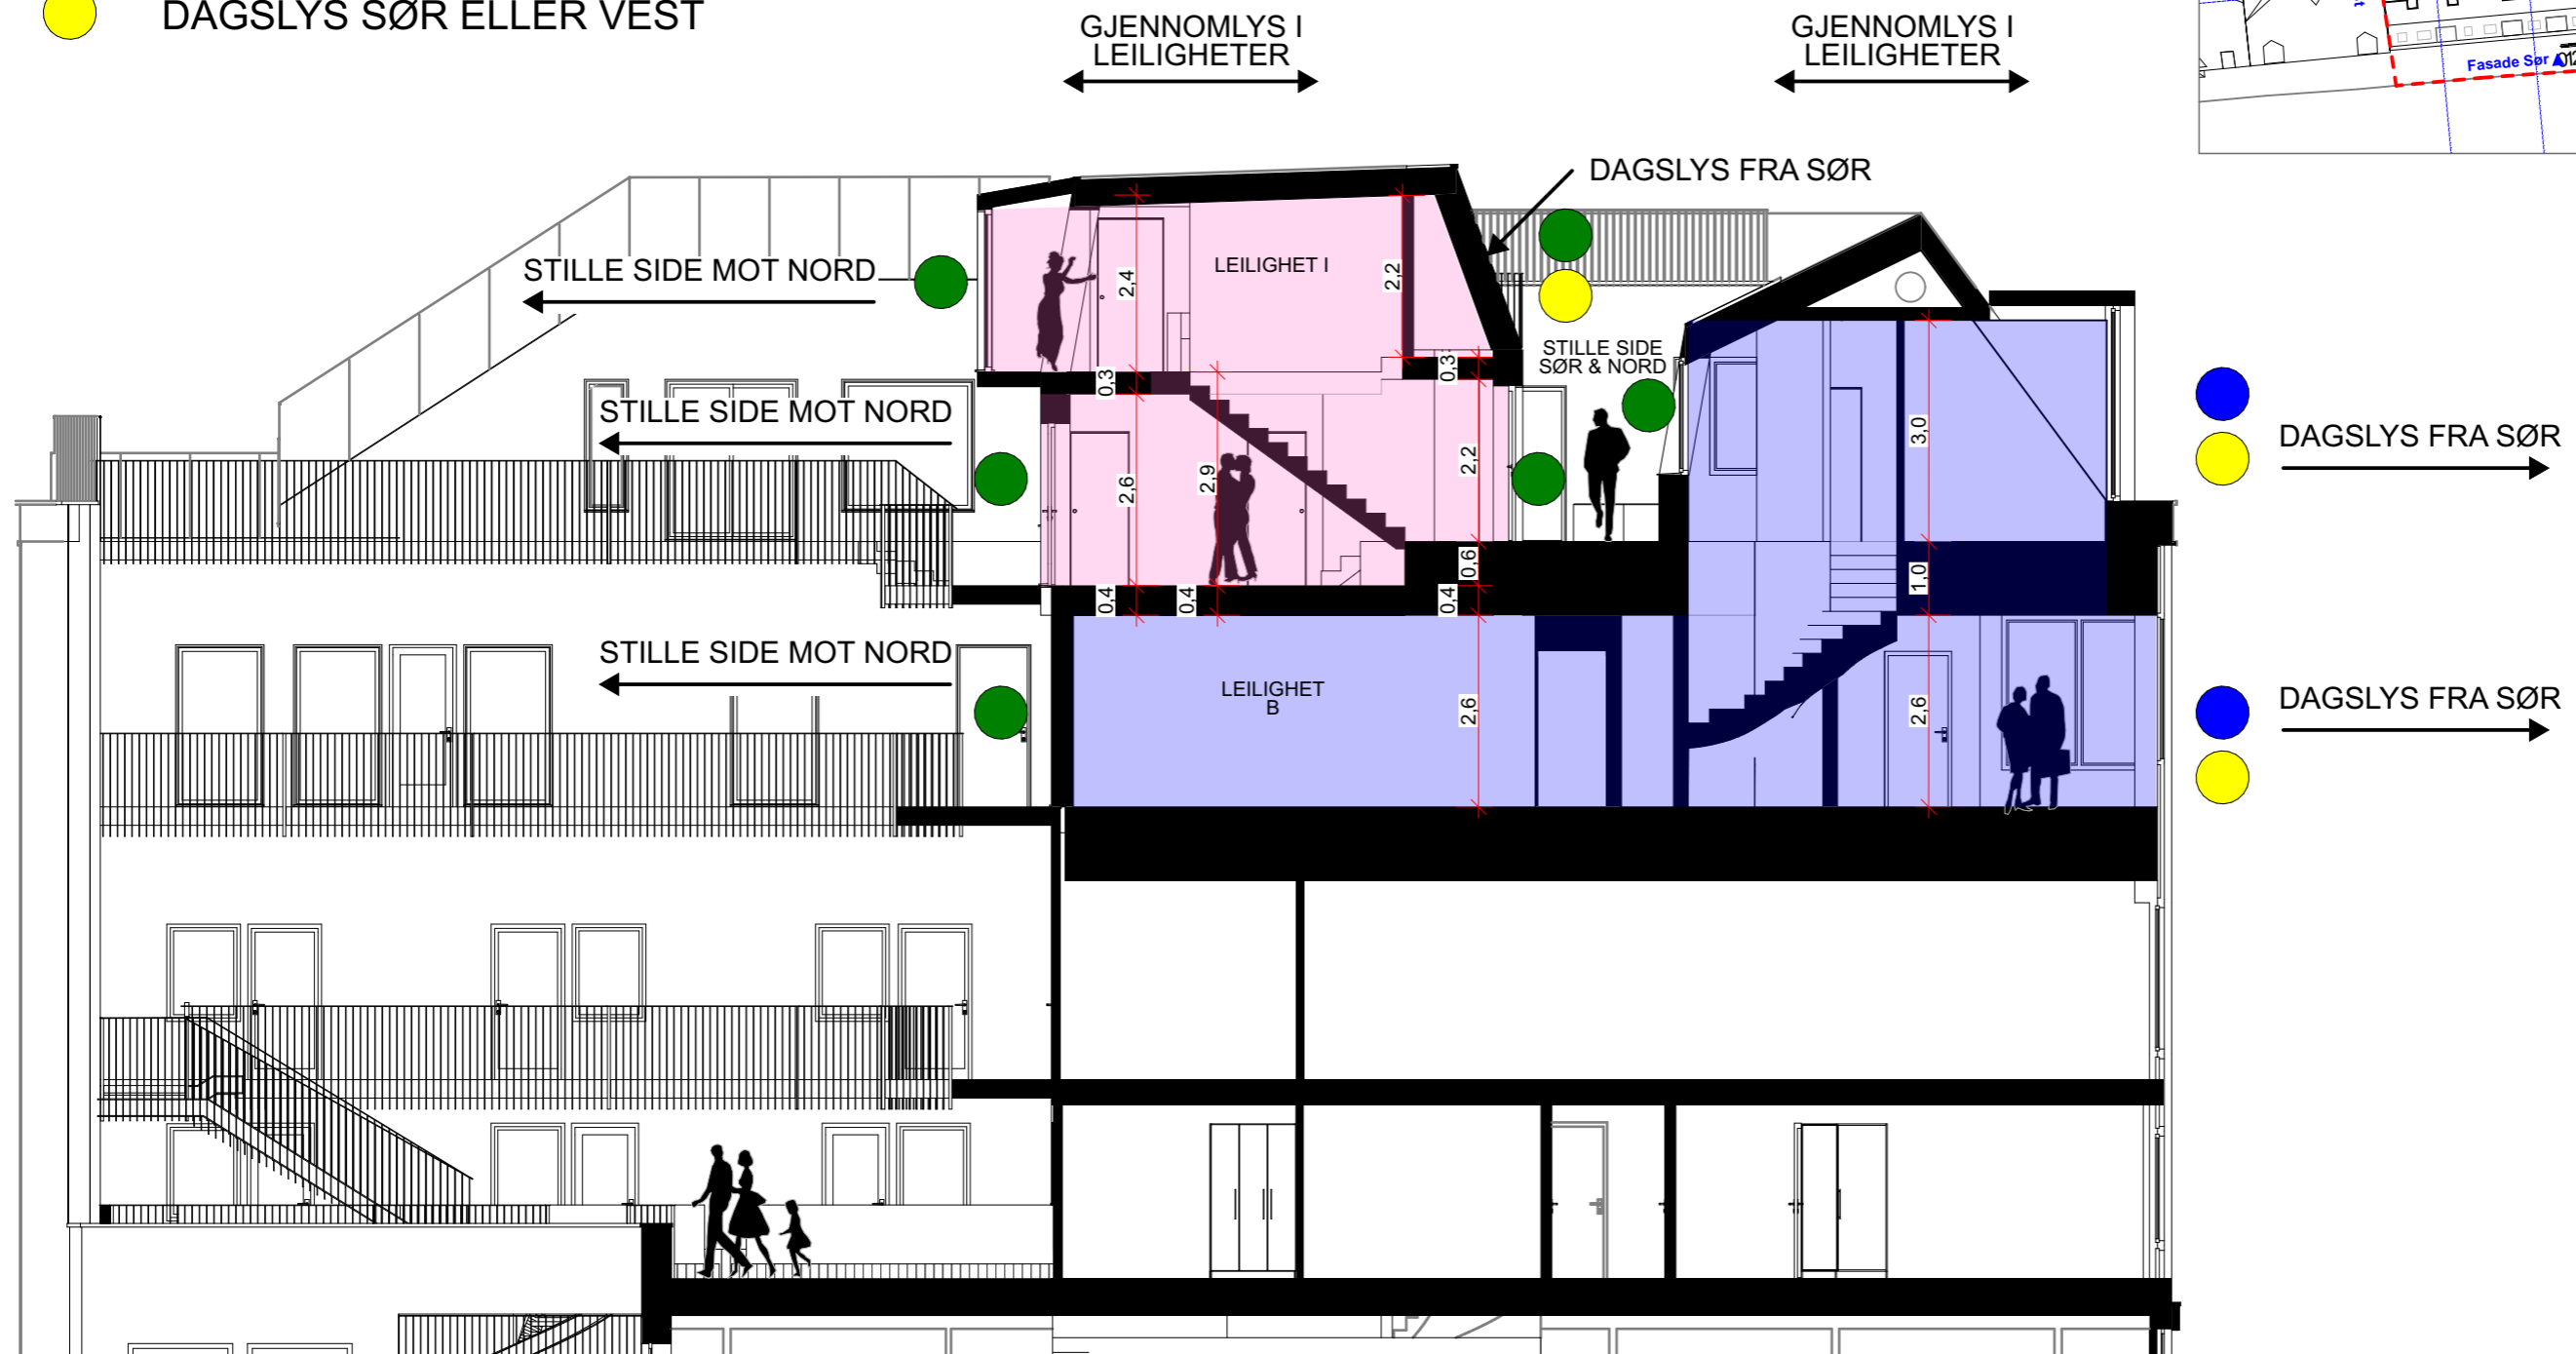 DAGSLYS SØR ELLER VEST
GJENNOMLYS I
LEILIGHETER
GJENNOMLYS I
LEILIGHETER
Fasade Sør
DAGSLYS FRA SØR
STILLE SIDE MOT NORD
LEILIGHET I
2,4
2,2
STILLE SIDE
SØR & NORD
0,3
0,3
STILLE SIDE MOT NORD
3,0
DAGSLYS FRA SØR
2,6
2,9
2,2
0,6
1,0
0,4
0,4
0,4
STILLE SIDE MOT NORD
LEILIGHET
B
2,6
2,6
DAGSLYS FRA SØR